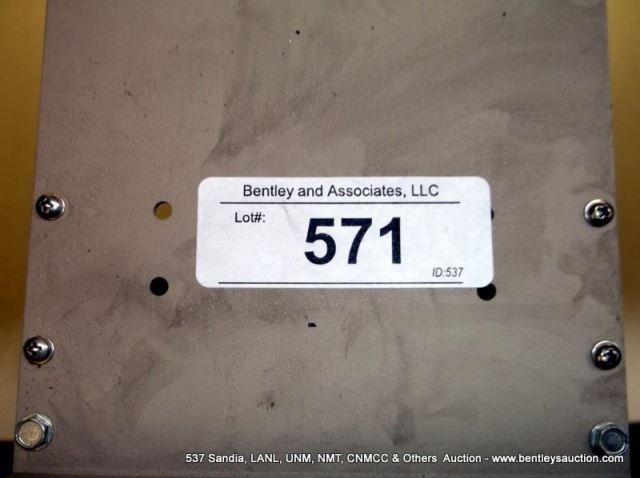 Bentley and Associates, LLC
Lot#:
571
ID:537
537 Sandia, LANL, UNM, NMT, CNMCC & Others Auction - www.bentleysauction.com